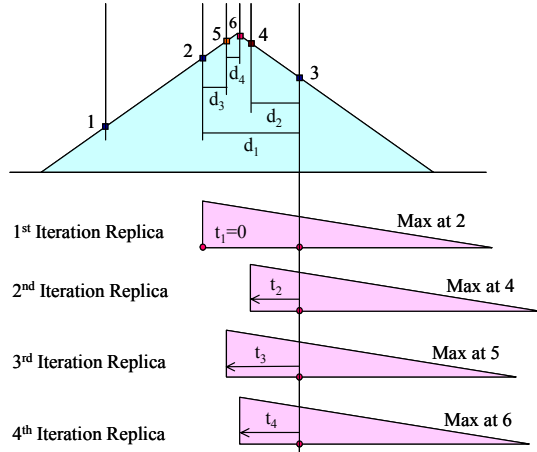 6
5
4
2
3
1
d₄
d₃
d₂
d₁
1ˢᵗ Iteration Replica
t₁=0
Max at 2
2ⁿᵈ Iteration Replica
t₂
Max at 4
3ʳᵈ Iteration Replica
t₃
Max at 5
4ᵗʰ Iteration Replica
t₄
Max at 6